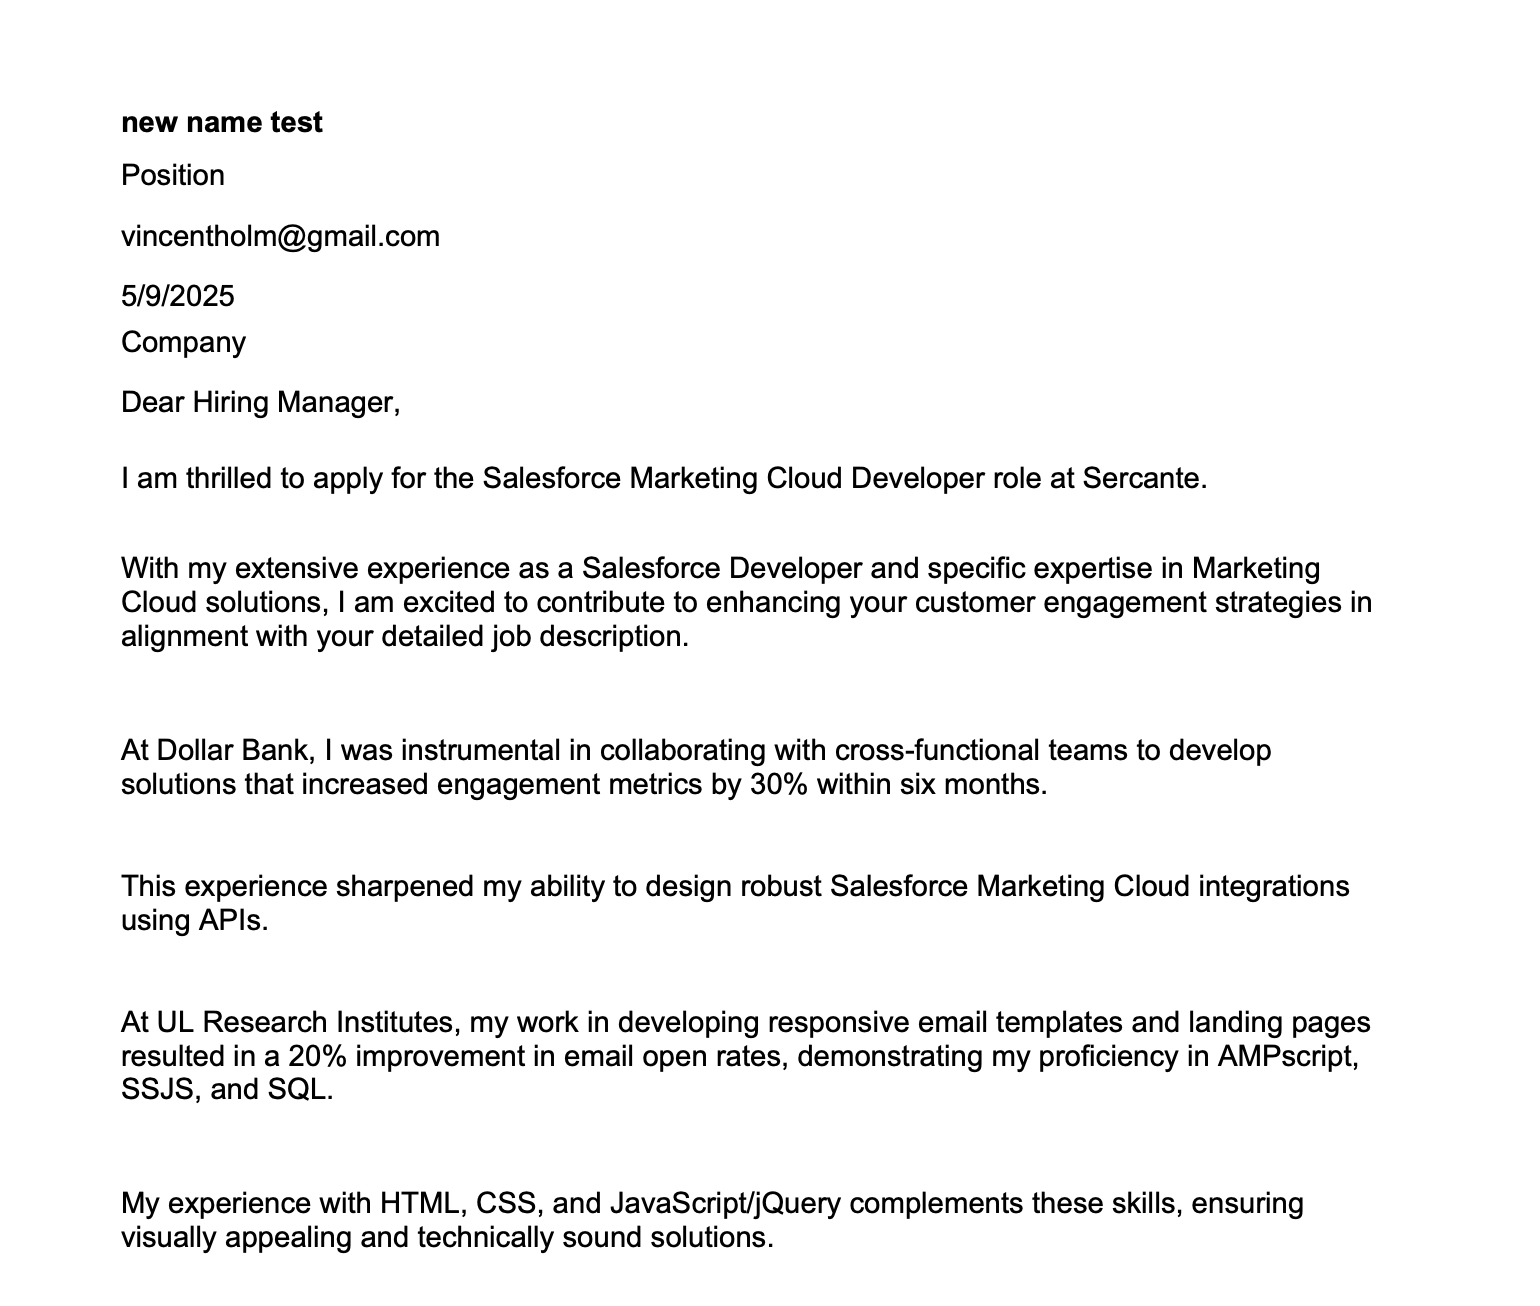 new name test
Position
vincentholm@gmail.com
5/9/2025
Company
Dear Hiring Manager,
I am thrilled to apply for the Salesforce Marketing Cloud Developer role at Sercante.
With my extensive experience as a Salesforce Developer and specific expertise in Marketing
Cloud solutions, I am excited to contribute to enhancing your customer engagement strategies in
alignment with your detailed job description.
At Dollar Bank, I was instrumental in collaborating with cross-functional teams to develop
solutions that increased engagement metrics by 30% within six months.
This experience sharpened my ability to design robust Salesforce Marketing Cloud integrations
using APIs.
At UL Research Institutes, my work in developing responsive email templates and landing pages
resulted in a 20% improvement in email open rates, demonstrating my proficiency in AMPscript,
SSJS, and SQL.
My experience with HTML, CSS, and JavaScript/jQuery complements these skills, ensuring
visually appealing and technically sound solutions.